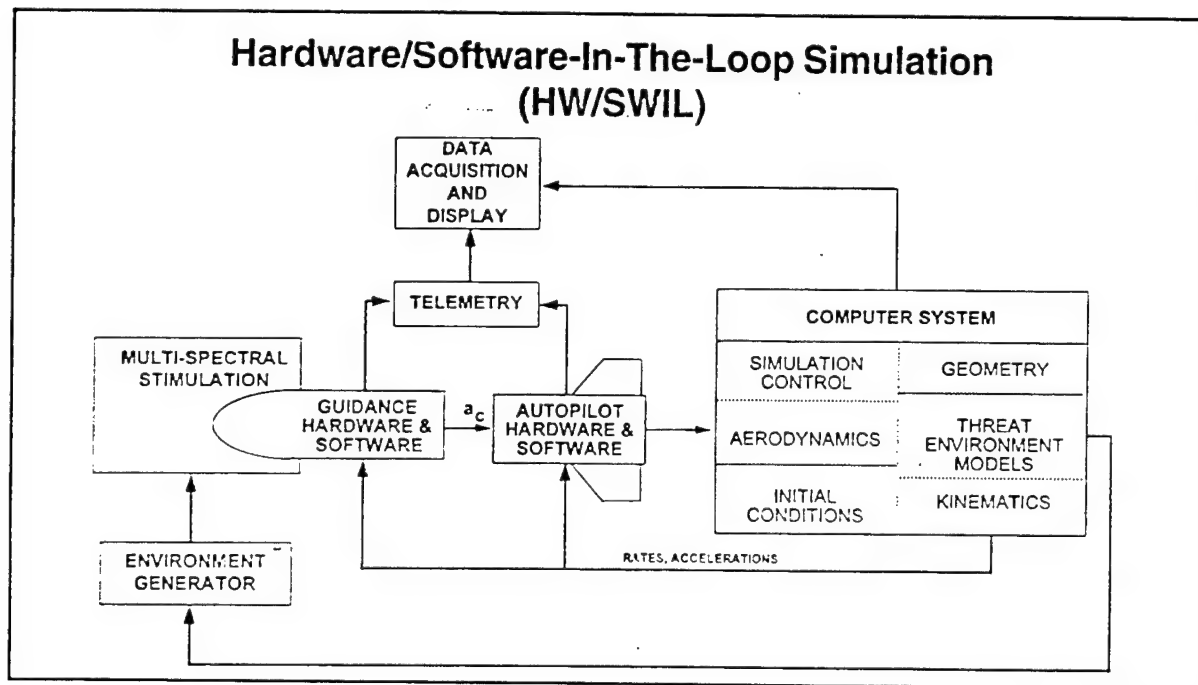 Hardware/Software-In-The-Loop Simulation
(HW/SWIL)
DATA
ACQUISITION
AND
DISPLAY
TELEMETRY
MULTI-SPECTRAL
STIMULATION
GUIDANCE
HARDWARE &
SOFTWARE
ac
AUTOPILOT
HARDWARE &
SOFTWARE
COMPUTER SYSTEM
SIMULATION
CONTROL
GEOMETRY
AERODYNAMICS
THREAT
ENVIRONMENT
MODELS
INITIAL
CONDITIONS
KINEMATICS
RATES, ACCELERATIONS
ENVIRONMENT
GENERATOR